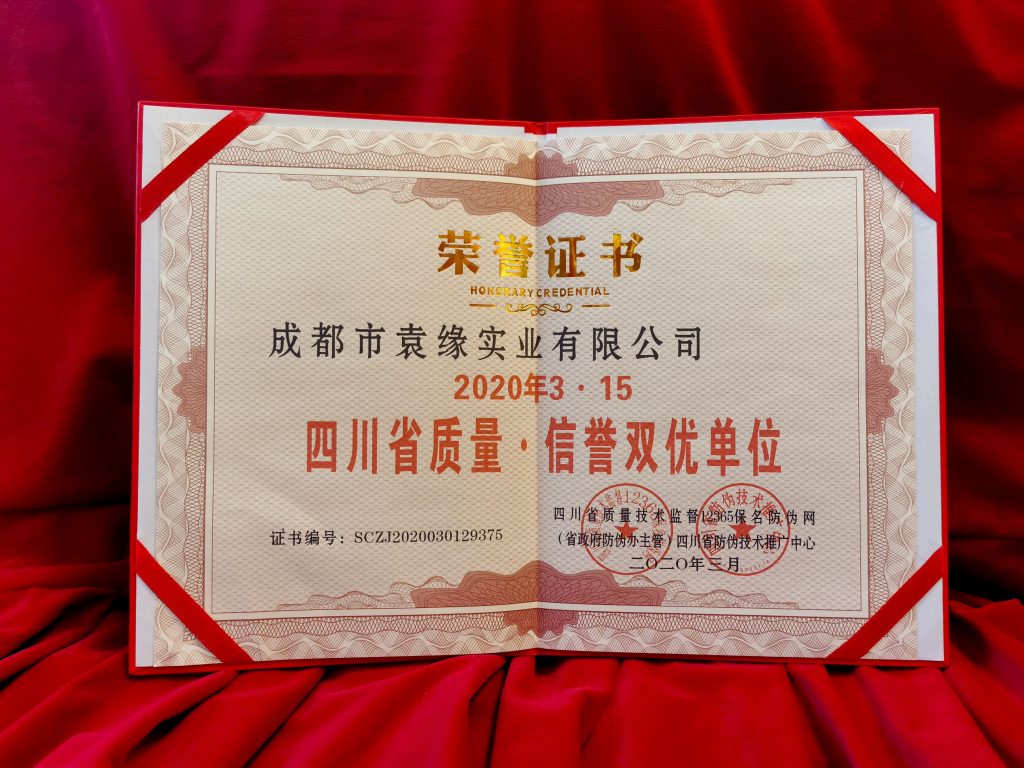 荣誉证书
HONORARY CREDENTIAL
成都市袁缘实业有限公司
2020年3·15
四川省质量·信誉双优单位
证书编号：SCZJ2020030129375
四川省质量技术监督12365保名防伪网
（省政府防伪办主管）四川省防伪技术推广中心
二〇二〇年三月